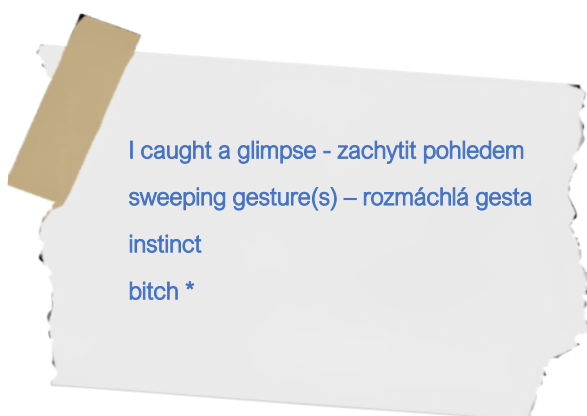 I caught a glimpse - zachytit pohledem
sweeping gesture(s) – rozmáchlá gesta
instinct
bitch *